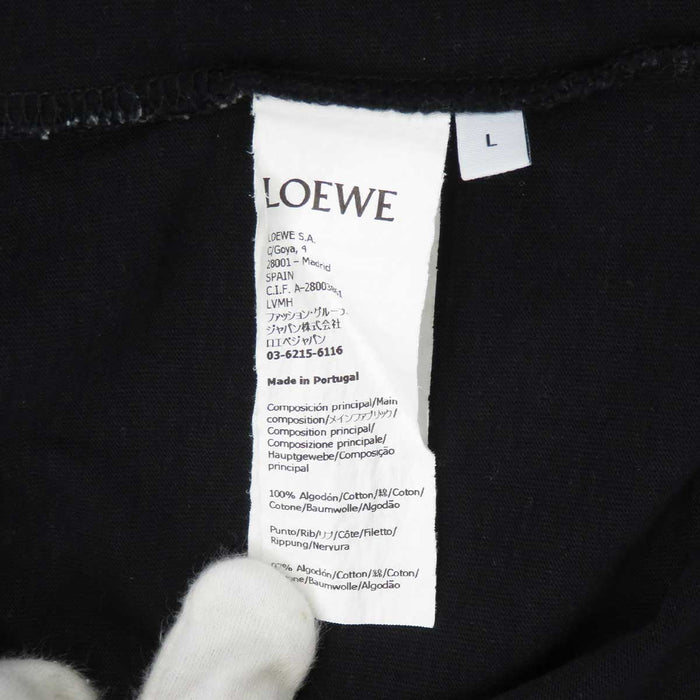 LOEWE
L
LOEWE S.A.
C/Goya, 4
28001 - Madrid
SPAIN
C.I.F.
LVMH
ファッション・グループ
ジャパン株式会社
ロエベジャパン
03-6215-6116
Made in Portugal
Composición principal/Main
composition/メインファブリック/
Composition principal/
Composizione principale/
Hauptgewebe/Composição
principal
100% Algodón/Cotton/綿/Coton/
Cotone/Baumwolle/Algodão
Punto/Rib/リブ/Côte/Filetto/
Rippung/Nervura
Algodón/Cotton/綿/Coton/
/Baumwolle/Algodão